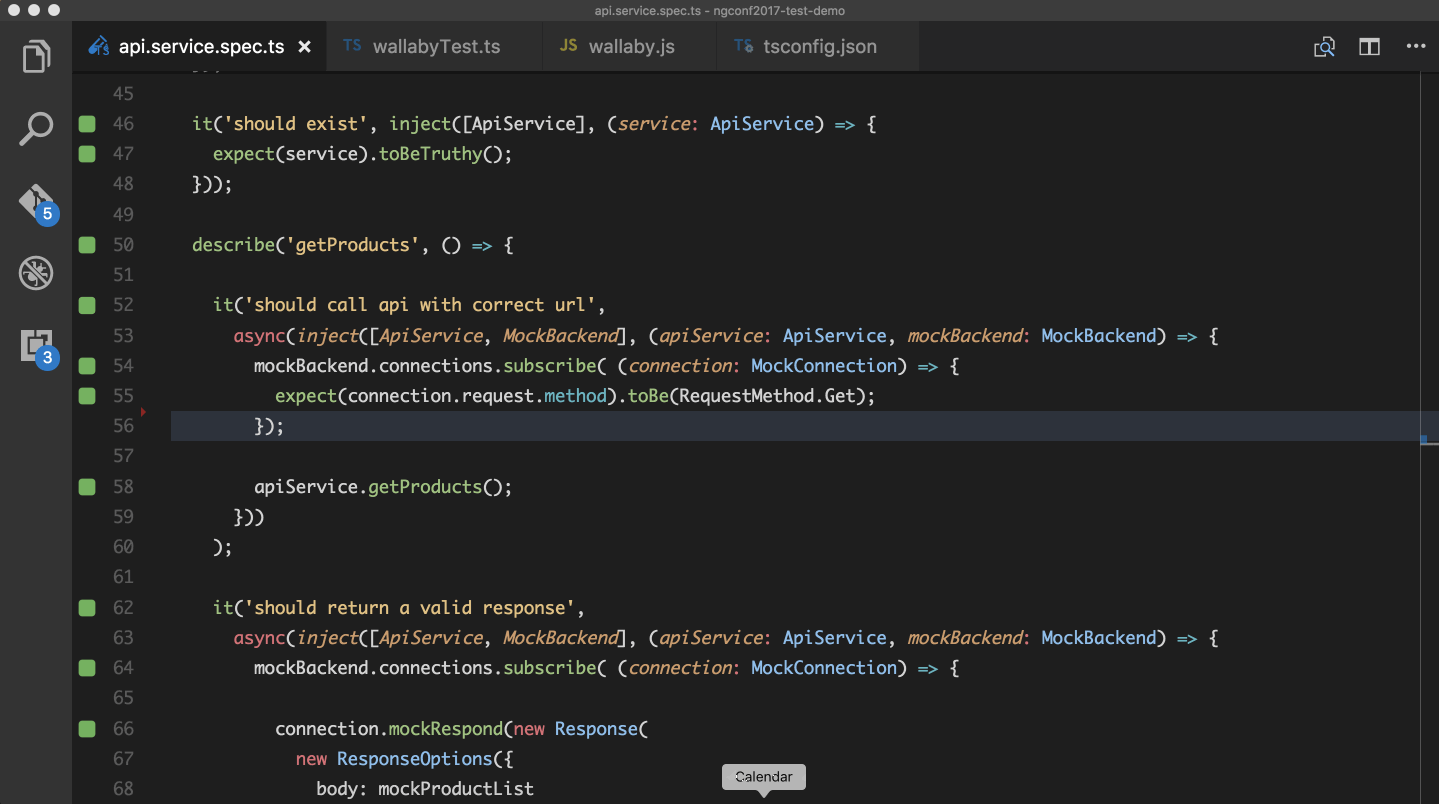 api.service.spec.ts - ngconf2017-test-demo
api.service.spec.ts × TS wallabyTest.ts JS wallaby.js TS tsconfig.json
45
46 it('should exist', inject([ApiService], (service: ApiService) => {
47 expect(service).toBeTruthy();
48 }));
49
5
50 describe('getProducts', () => {
51
52 it('should call api with correct url',
53 async(inject([ApiService, MockBackend], (apiService: ApiService, mockBackend: MockBackend) => {
3
54 mockBackend.connections.subscribe( (connection: MockConnection) => {
55 expect(connection.request.method).toBe(RequestMethod.Get);
56 });
57
58 apiService.getProducts();
59 }))
60 );
61
62 it('should return a valid response',
63 async(inject([ApiService, MockBackend], (apiService: ApiService, mockBackend: MockBackend) => {
64 mockBackend.connections.subscribe( (connection: MockConnection) => {
65
66 connection.mockRespond(new Response(
67 new ResponseOptions({
68 body: mockProductList
Calendar